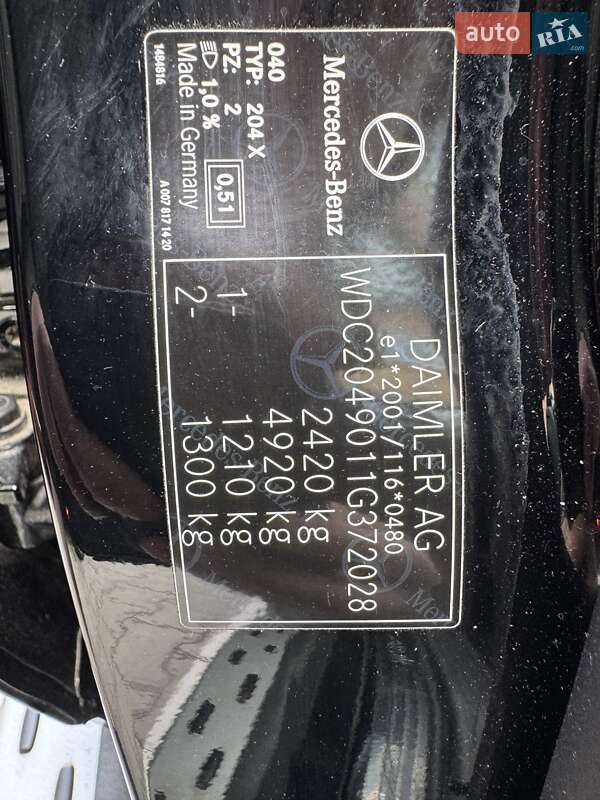 auto RIA
.com
Mercedes-Benz
040
TYP: 204 X
PZ: 2
1,0 %
0,51
Made in Germany
1484816
A 007 817 14 20
DAIMLER AG
e1*2001/116*0480
WDC2049011G372028
2420 kg
4920 kg
1- 1210 kg
2- 1300 kg